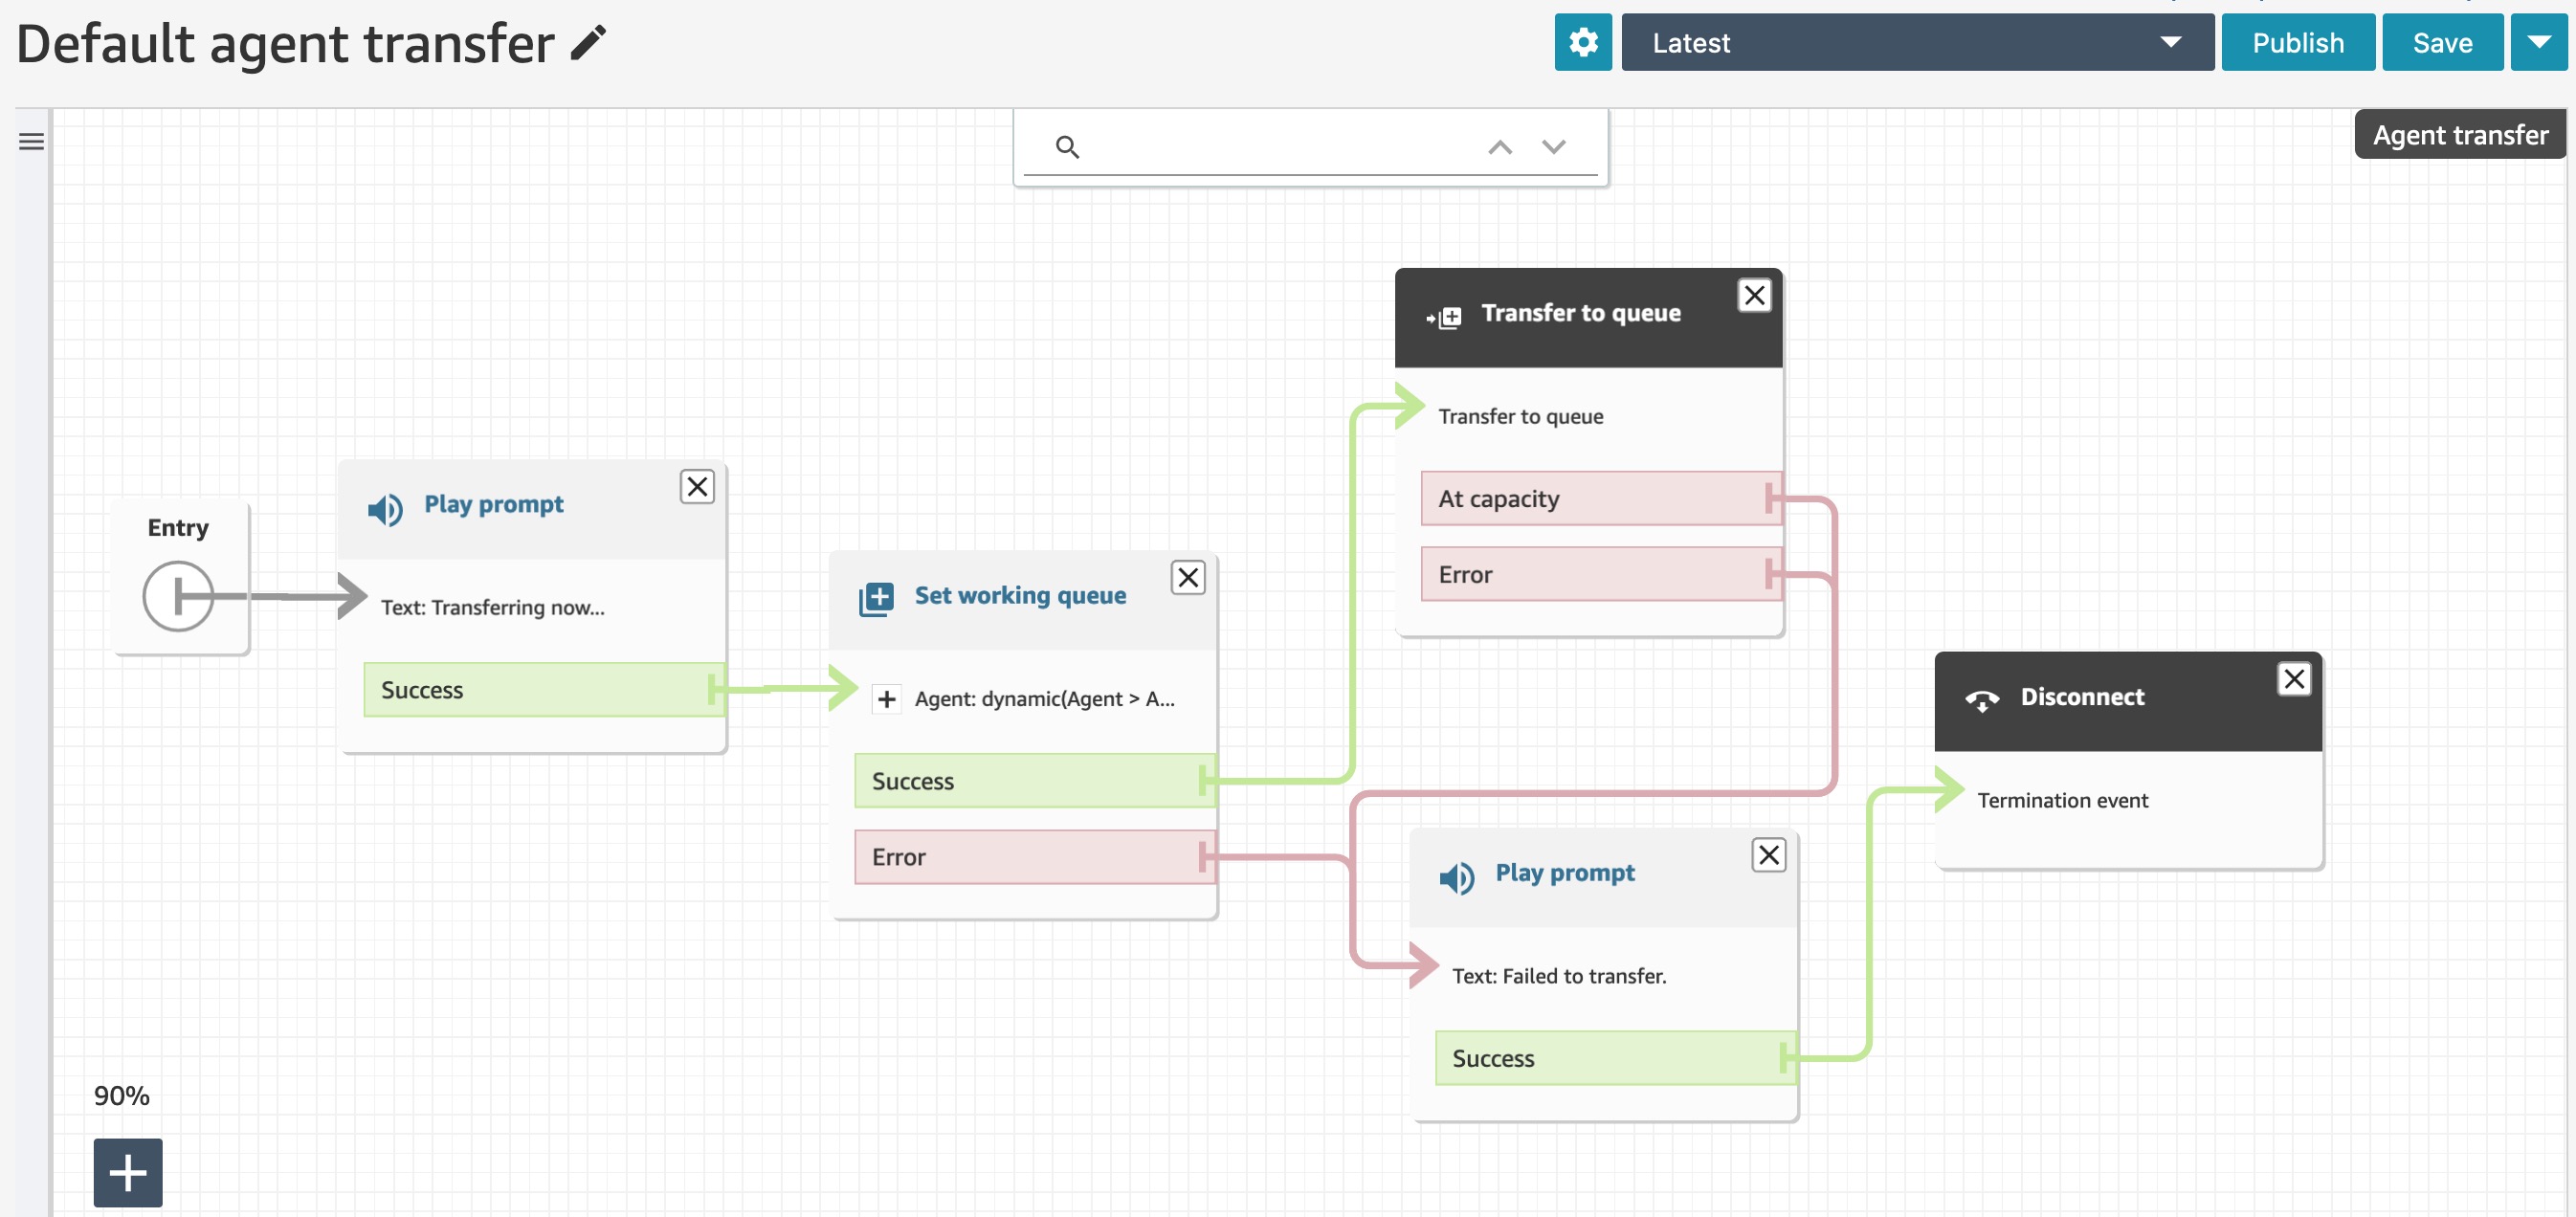 Default agent transfer
Latest
Publish
Save
Agent transfer
Entry
Play prompt
Text: Transferring now...
Success
Set working queue
Agent: dynamic(Agent > A...
Success
Error
Transfer to queue
Transfer to queue
At capacity
Error
Play prompt
Text: Failed to transfer.
Success
Disconnect
Termination event
90%